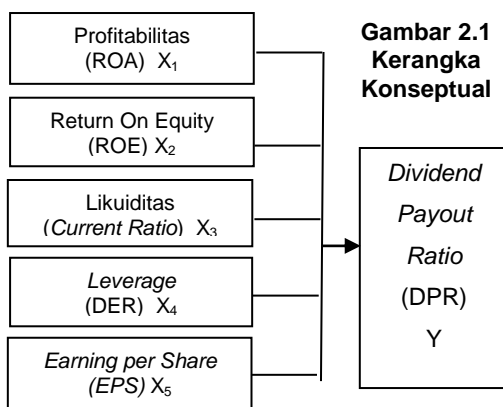 Profitabilitas
(ROA) X₁
Gambar 2.1
Kerangka
Konseptual
Return On Equity
(ROE) X₂
Likuiditas
(Current Ratio) X₃
Leverage
(DER) X₄
Earning per Share
(EPS) X₅
Dividend
Payout
Ratio
(DPR)
Y